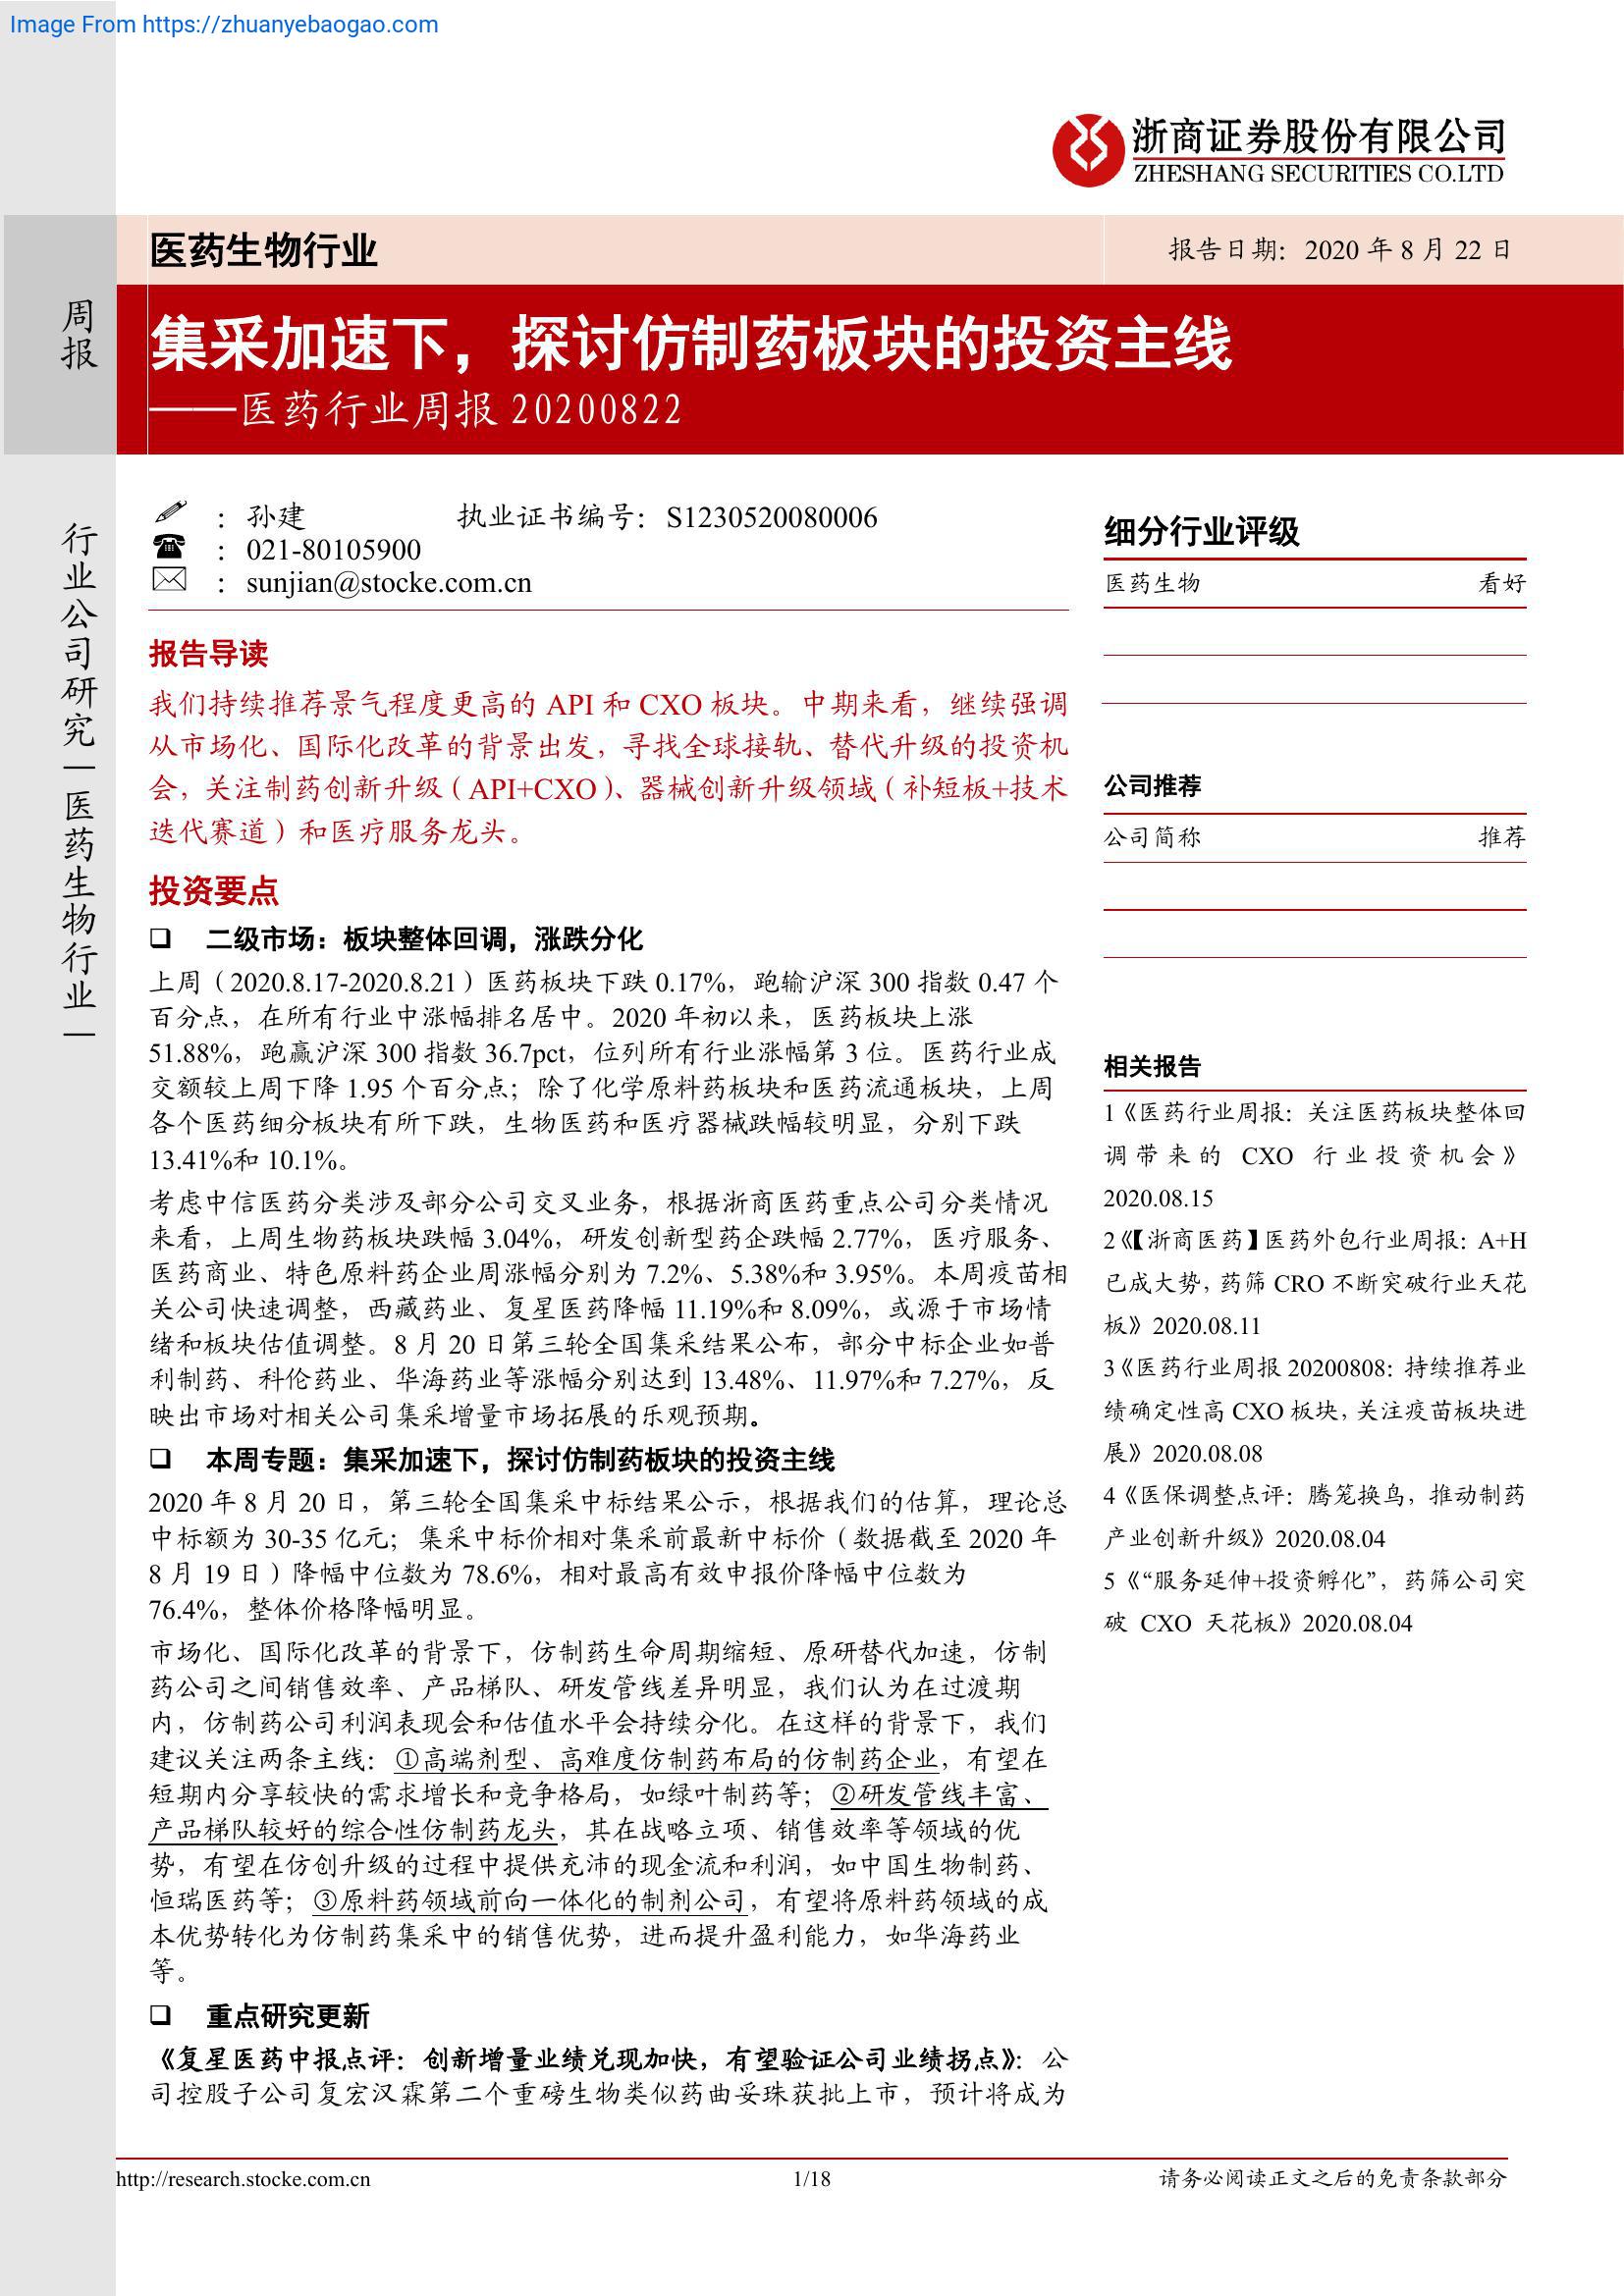 Image From https://zhuanyebaogao.com
浙商证券股份有限公司
ZHESHANG SECURITIES CO.LTD
周报
医药生物行业
报告日期：2020 年 8 月 22 日
集采加速下，探讨仿制药板块的投资主线
——医药行业周报 20200822
行业公司研究|医药生物行业|
：孙建 执业证书编号：S1230520080006
：021-80105900
：sunjian@stocke.com.cn
报告导读
我们持续推荐景气程度更高的 API 和 CXO 板块。中期来看，继续强调
从市场化、国际化改革的背景出发，寻找全球接轨、替代升级的投资机
会，关注制药创新升级（API+CXO）、器械创新升级领域（补短板+技术
迭代赛道）和医疗服务龙头。
投资要点
❑ 二级市场：板块整体回调，涨跌分化
上周（2020.8.17-2020.8.21）医药板块下跌 0.17%，跑输沪深 300 指数 0.47 个
百分点，在所有行业中涨幅排名居中。2020 年初以来，医药板块上涨
51.88%，跑赢沪深 300 指数 36.7pct，位列所有行业涨幅第 3 位。医药行业成
交额较上周下降 1.95 个百分点；除了化学原料药板块和医药流通板块，上周
各个医药细分板块有所下跌，生物医药和医疗器械跌幅较明显，分别下跌
13.41%和 10.1%。
考虑中信医药分类涉及部分公司交叉业务，根据浙商医药重点公司分类情况
来看，上周生物药板块跌幅 3.04%，研发创新型药企跌幅 2.77%，医疗服务、
医药商业、特色原料药企业周涨幅分别为 7.2%、5.38%和 3.95%。本周疫苗相
关公司快速调整，西藏药业、复星医药降幅 11.19%和 8.09%，或源于市场情
绪和板块估值调整。8 月 20 日第三轮全国集采结果公布，部分中标企业如普
利制药、科伦药业、华海药业等涨幅分别达到 13.48%、11.97%和 7.27%，反
映出市场对相关公司集采增量市场拓展的乐观预期。
❑ 本周专题：集采加速下，探讨仿制药板块的投资主线
2020 年 8 月 20 日，第三轮全国集采中标结果公示，根据我们的估算，理论总
中标额为 30-35 亿元；集采中标价相对集采前最新中标价（数据截至 2020 年
8 月 19 日）降幅中位数为 78.6%，相对最高有效申报价降幅中位数为
76.4%，整体价格降幅明显。
市场化、国际化改革的背景下，仿制药生命周期缩短、原研替代加速，仿制
药公司之间销售效率、产品梯队、研发管线差异明显，我们认为在过渡期
内，仿制药公司利润表现会和估值水平会持续分化。在这样的背景下，我们
建议关注两条主线：①高端剂型、高难度仿制药布局的仿制药企业，有望在
短期内分享较快的需求增长和竞争格局，如绿叶制药等；②研发管线丰富、
产品梯队较好的综合性仿制药龙头，其在战略立项、销售效率等领域的优
势，有望在仿创升级的过程中提供充沛的现金流和利润，如中国生物制药、
恒瑞医药等；③原料药领域前向一体化的制剂公司，有望将原料药领域的成
本优势转化为仿制药集采中的销售优势，进而提升盈利能力，如华海药业
等。
❑ 重点研究更新
《复星医药中报点评：创新增量业绩兑现加快，有望验证公司业绩拐点》：公
司控股子公司复宏汉霖第二个重磅生物类似药曲妥珠获批上市，预计将成为
细分行业评级
医药生物 看好
公司推荐
公司简称 推荐
相关报告
1《医药行业周报：关注医药板块整体回
调带来的 CXO 行业投资机会》
2020.08.15
2《【浙商医药】医药外包行业周报：A+H
已成大势，药筛 CRO 不断突破行业天花
板》2020.08.11
3《医药行业周报 20200808：持续推荐业
绩确定性高 CXO 板块，关注疫苗板块进
展》2020.08.08
4《医保调整点评：腾笼换鸟，推动制药
产业创新升级》2020.08.04
5《“服务延伸+投资孵化”，药筛公司突
破 CXO 天花板》2020.08.04
http://research.stocke.com.cn 1/18 请务必阅读正文之后的免责条款部分